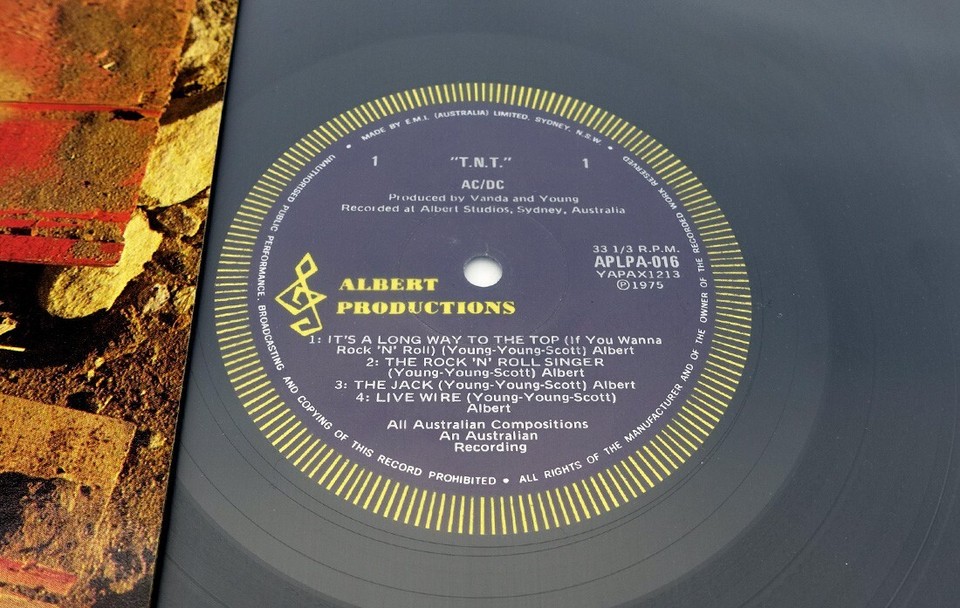 • MADE BY E.M.I. (AUSTRALIA) LIMITED, SYDNEY, N.S.W •
1 "T.N.T." 1
AC/DC
Produced by Vanda and Young
Recorded at Albert Studios, Sydney, Australia
33 1/3 R.P.M.
APLPA-016
YAPAX1213
Ⓟ1975
ALBERT
PRODUCTIONS
1: IT'S A LONG WAY TO THE TOP (If You Wanna
Rock 'N' Roll) (Young-Young-Scott) Albert
2: THE ROCK 'N' ROLL SINGER
(Young-Young-Scott) Albert
3: THE JACK (Young-Young-Scott) Albert
4: LIVE WIRE (Young-Young-Scott)
Albert
All Australian Compositions
An Australian
Recording
UNAUTHORISED PUBLIC PERFORMANCE, BROADCASTING AND COPYING OF THIS RECORD PROHIBITED • ALL RIGHTS OF THE MANUFACTURER AND OF THE OWNER OF THE RECORDED WORK RESERVED